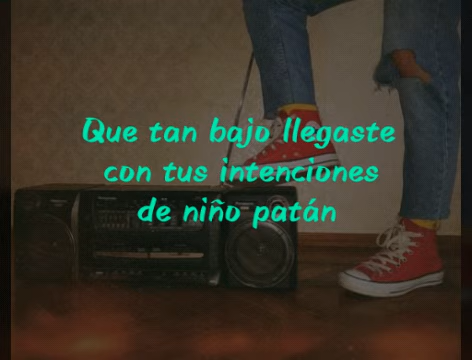 Que tan bajo llegaste
con tus intenciones
de niño patán